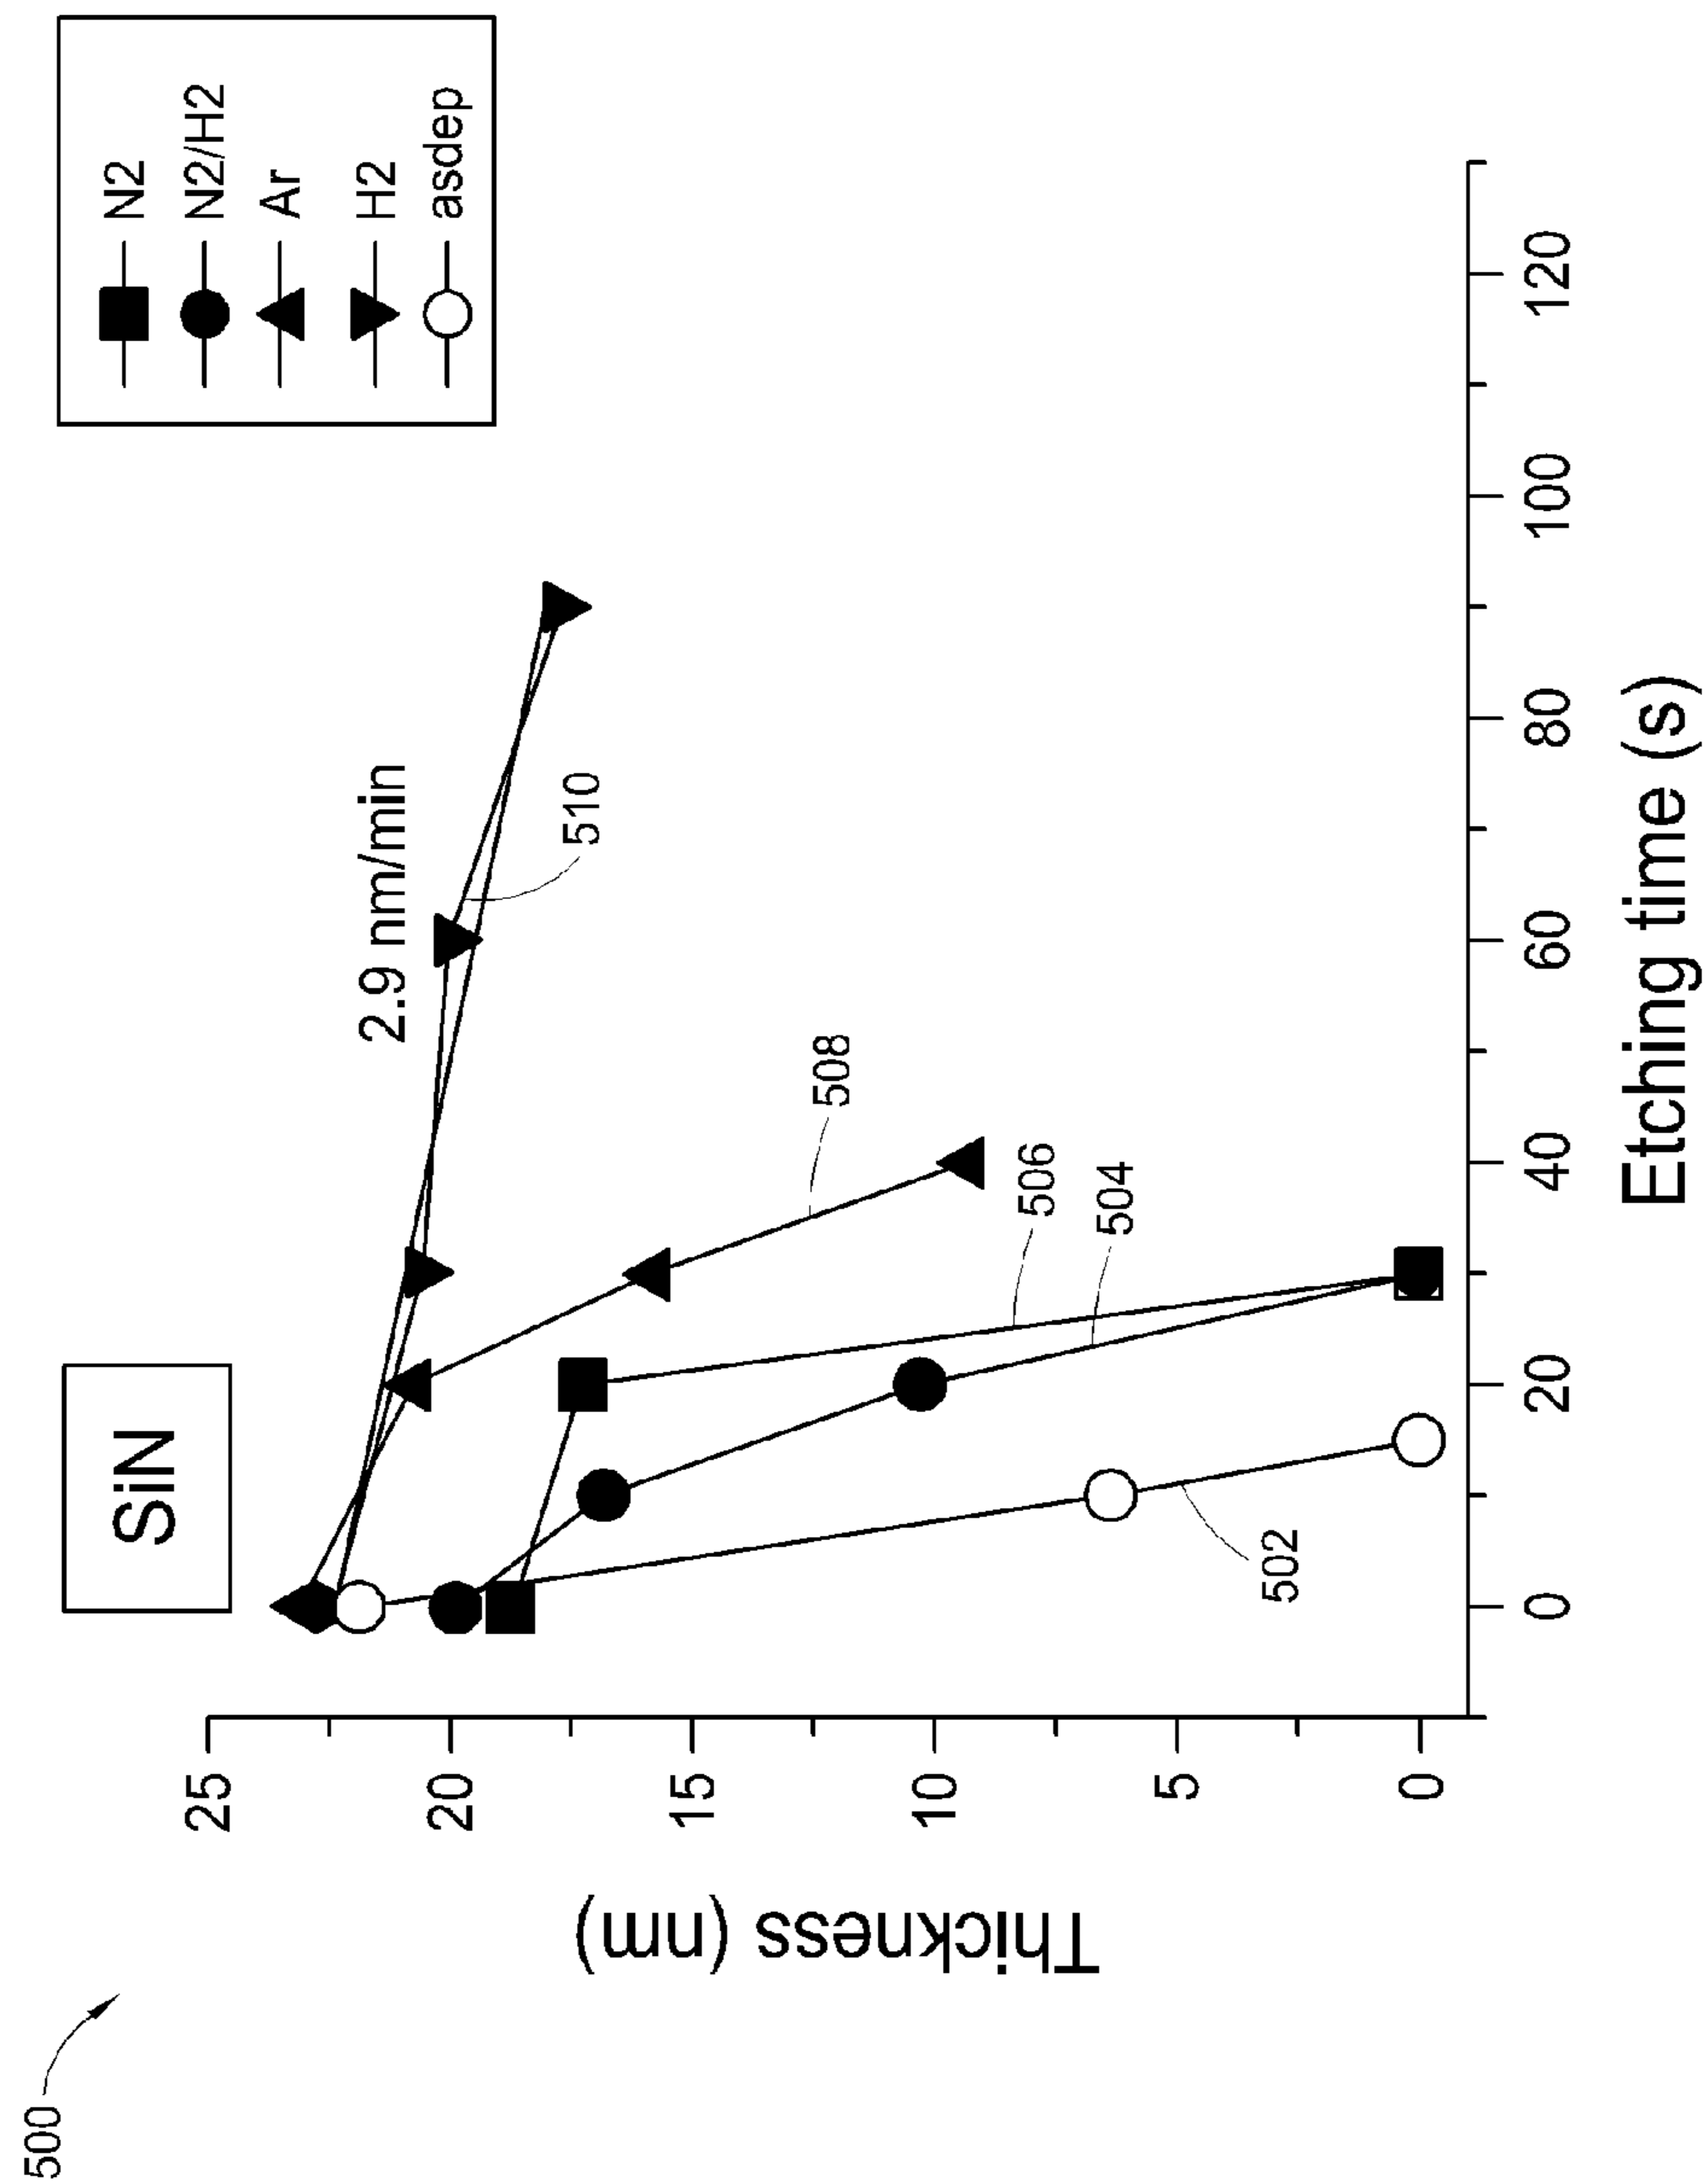 500
SiN
N2
N2/H2
Ar
H2
asdep
2.9 nm/min
510
508
506
504
502
25
20
15
10
5
0
Thickness (nm)
0
20
40
60
80
100
120
Etching time (s)